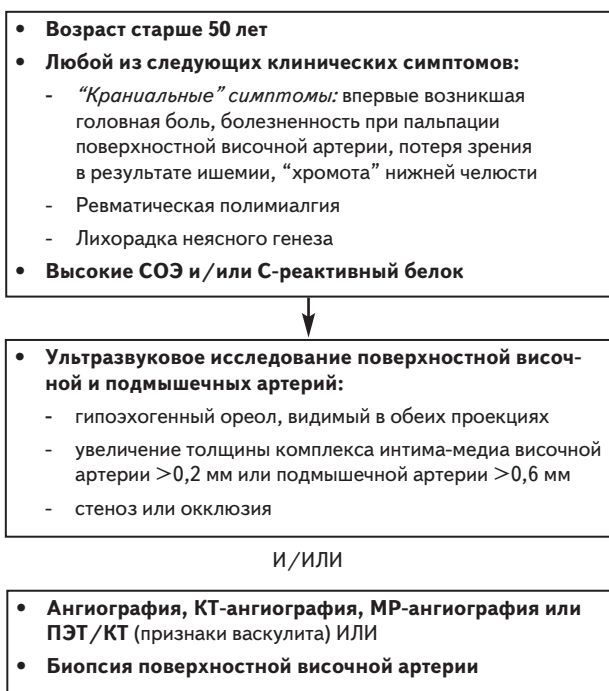 • Возраст старше 50 лет
• Любой из следующих клинических симптомов:
- “Краниальные” симптомы: впервые возникшая
головная боль, болезненность при пальпации
поверхностной височной артерии, потеря зрения
в результате ишемии, “хромота” нижней челюсти
- Ревматическая полимиалгия
- Лихорадка неясного генеза
• Высокие СОЭ и/или С-реактивный белок
• Ультразвуковое исследование поверхностной височ-
ной и подмышечных артерий:
- гипоэхогенный ореол, видимый в обеих проекциях
- увеличение толщины комплекса интима-медиа височной
артерии >0,2 мм или подмышечной артерии >0,6 мм
- стеноз или окклюзия
И/ИЛИ
• Ангиография, КТ-ангиография, МР-ангиография или
ПЭТ/КТ (признаки васкулита) ИЛИ
• Биопсия поверхностной височной артерии